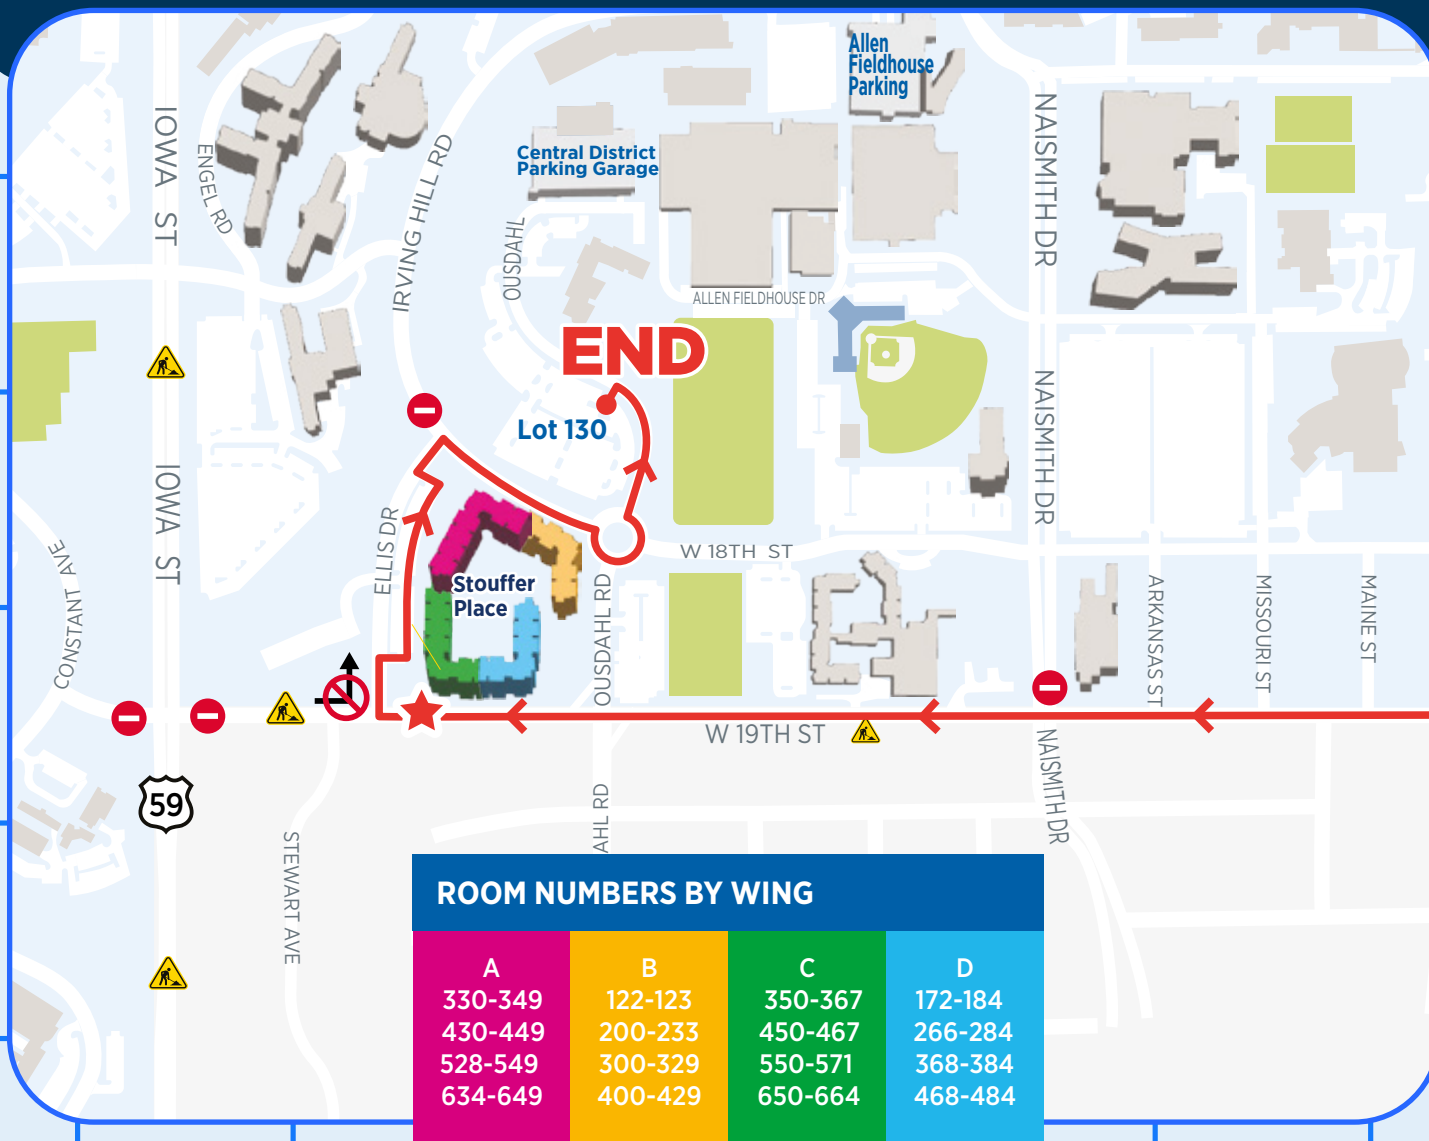 Allen
Fieldhouse
Parking
IOWA ST
ENGEL RD
IRVING HILL RD
Central District
Parking Garage
OUSDAHL
NAISMITH DR
ALLEN FIELDHOUSE DR
END
Lot 130
NAISMITH DR
IOWA ST
ELLIS DR
CONSTANT AVE
W 18TH ST
Stouffer
Place
OUSDAHL RD
ARKANSAS ST
MISSOURI ST
MAINE ST
W 19TH ST
NAISMITH DR
59
STEWART AVE
AHL RD
ROOM NUMBERS BY WING
A B C D
330-349 122-123 350-367 172-184
430-449 200-233 450-467 266-284
528-549 300-329 550-571 368-384
634-649 400-429 650-664 468-484